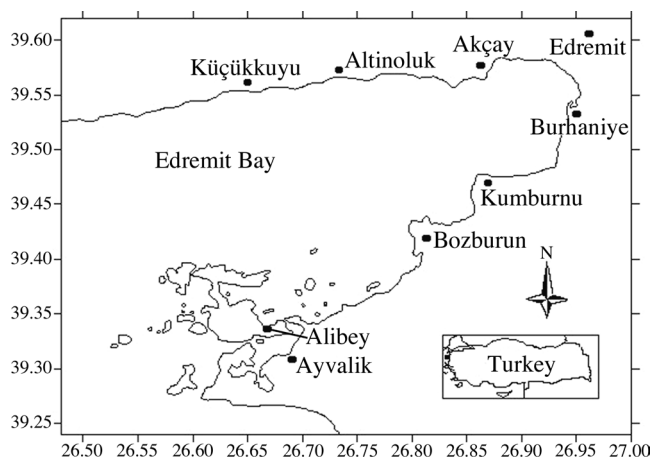 39.60
39.55
39.50
39.45
39.40
39.35
39.30
39.25
Küçükkuyu
Altinoluk
Akçay
Edremit
Burhaniye
Edremit Bay
Kumburnu
Bozburun
N
Alibey
Ayvalik
Turkey
26.50 26.55 26.60 26.65 26.70 26.75 26.80 26.85 26.90 26.95 27.00